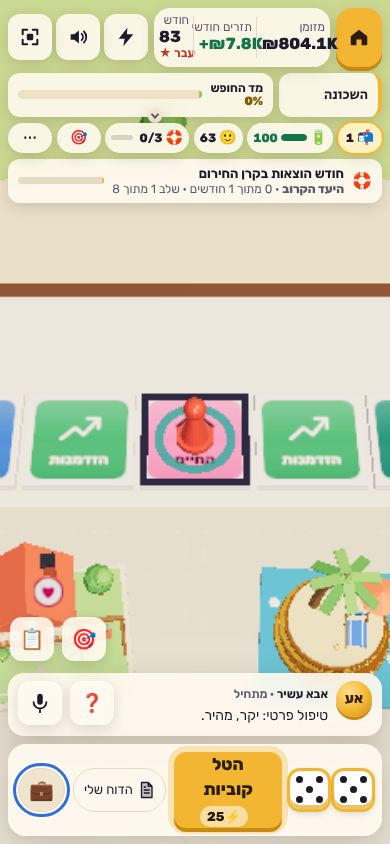 מזומן
₪804.1K
תזרים חודשי
+₪7.8K
חודש
83
עבר ★
השכונה
מד החופש
0%
1
100
63
0/3
...
חודש הוצאות בקרן החירום
היעד הקרוב • 0 מתוך 1 חודשים • שלב 1 מתוך 8
הזדמנות
החיים
הזדמנות
אע
אבא עשיר • מתחיל
טיפול פרטי: יקר, מהיר.
הטל
קוביות
25
הדוח שלי